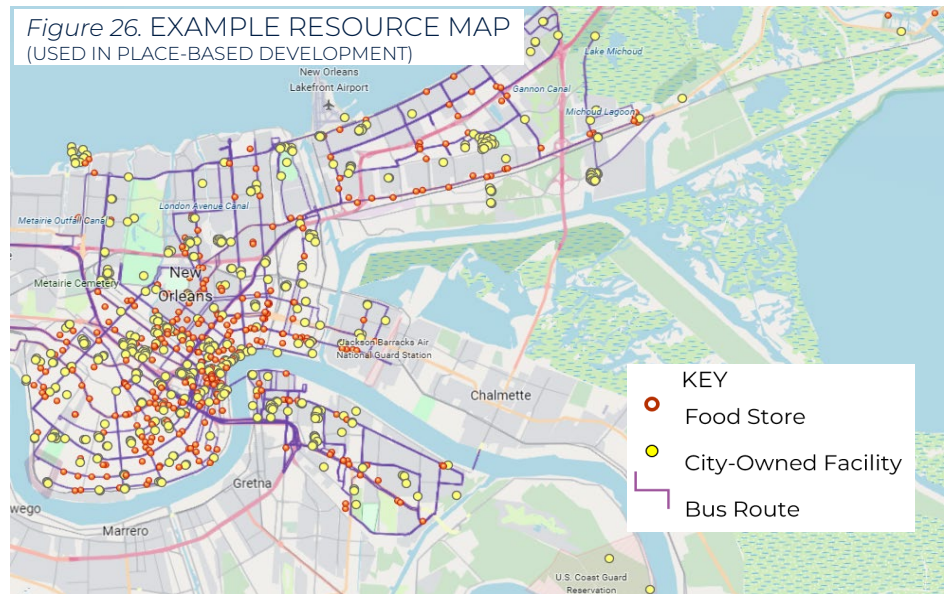 Figure 26. EXAMPLE RESOURCE MAP
(USED IN PLACE-BASED DEVELOPMENT)
Lake Michoud
New Orleans
Lakefront Airport
Gannon Canal
Michoud Lagoon
London Avenue Canal
Metairie Outfall Canal
New
Orleans
Metairie Cemetery
Jackson Barracks Air
National Guard Station
Chalmette
KEY
Food Store
City-Owned Facility
Bus Route
Gretna
wego
Marrero
U.S. Coast Guard
Reservation